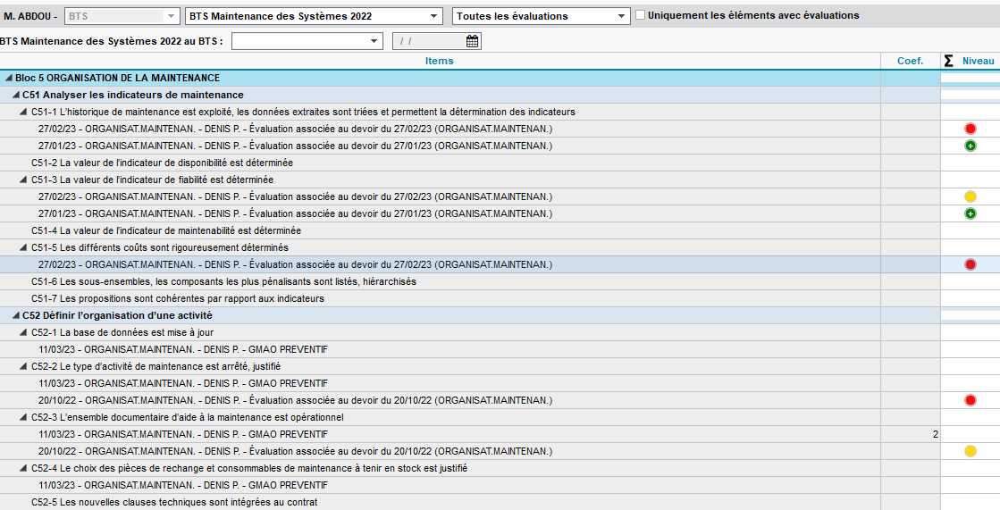 M. ABDOU - BTS BTS Maintenance des Systèmes 2022 Toutes les évaluations Uniquement les éléments avec évaluations
BTS Maintenance des Systèmes 2022 au BTS : / /
Items Coef. Σ Niveau
Bloc 5 ORGANISATION DE LA MAINTENANCE
C51 Analyser les indicateurs de maintenance
C51-1 L'historique de maintenance est exploité, les données extraites sont triées et permettent la détermination des indicateurs
27/02/23 - ORGANISAT.MAINTENAN. - DENIS P. - Évaluation associée au devoir du 27/02/23 (ORGANISAT.MAINTENAN.)
27/01/23 - ORGANISAT.MAINTENAN. - DENIS P. - Évaluation associée au devoir du 27/01/23 (ORGANISAT.MAINTENAN.) +
C51-2 La valeur de l'indicateur de disponibilité est déterminée
C51-3 La valeur de l'indicateur de fiabilité est déterminée
27/02/23 - ORGANISAT.MAINTENAN. - DENIS P. - Évaluation associée au devoir du 27/02/23 (ORGANISAT.MAINTENAN.)
27/01/23 - ORGANISAT.MAINTENAN. - DENIS P. - Évaluation associée au devoir du 27/01/23 (ORGANISAT.MAINTENAN.) +
C51-4 La valeur de l'indicateur de maintenabilité est déterminée
C51-5 Les différents coûts sont rigoureusement déterminés
27/02/23 - ORGANISAT.MAINTENAN. - DENIS P. - Évaluation associée au devoir du 27/02/23 (ORGANISAT.MAINTENAN.)
C51-6 Les sous-ensembles, les composants les plus pénalisants sont listés, hiérarchisés
C51-7 Les propositions sont cohérentes par rapport aux indicateurs
C52 Définir l'organisation d'une activité
C52-1 La base de données est mise à jour
11/03/23 - ORGANISAT.MAINTENAN. - DENIS P. - GMAO PREVENTIF
C52-2 Le type d'activité de maintenance est arrêté, justifié
11/03/23 - ORGANISAT.MAINTENAN. - DENIS P. - GMAO PREVENTIF
20/10/22 - ORGANISAT.MAINTENAN. - DENIS P. - Évaluation associée au devoir du 20/10/22 (ORGANISAT.MAINTENAN.)
C52-3 L'ensemble documentaire d'aide à la maintenance est opérationnel
11/03/23 - ORGANISAT.MAINTENAN. - DENIS P. - GMAO PREVENTIF 2
20/10/22 - ORGANISAT.MAINTENAN. - DENIS P. - Évaluation associée au devoir du 20/10/22 (ORGANISAT.MAINTENAN.)
C52-4 Le choix des pièces de rechange et consommables de maintenance à tenir en stock est justifié
11/03/23 - ORGANISAT.MAINTENAN. - DENIS P. - GMAO PREVENTIF
C52-5 Les nouvelles clauses techniques sont intégrées au contrat